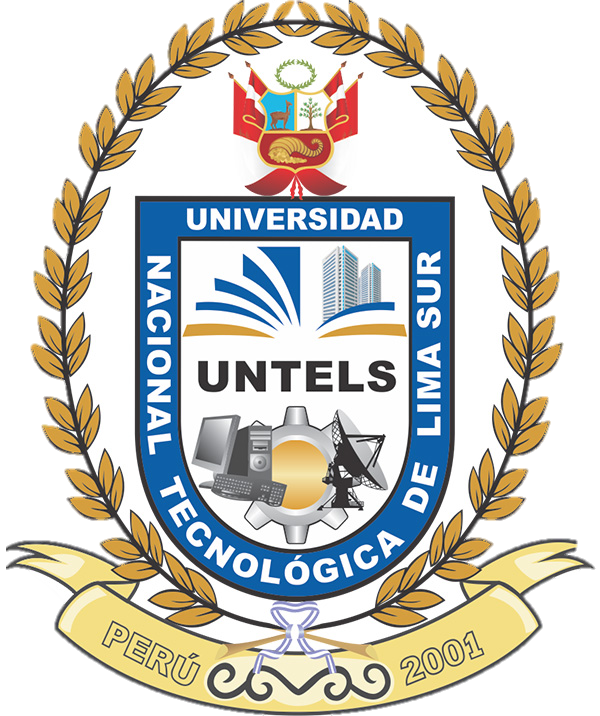 UNIVERSIDAD
NACIONAL TECNOLÓGICA DE LIMA SUR
UNTELS
PERÚ 2001